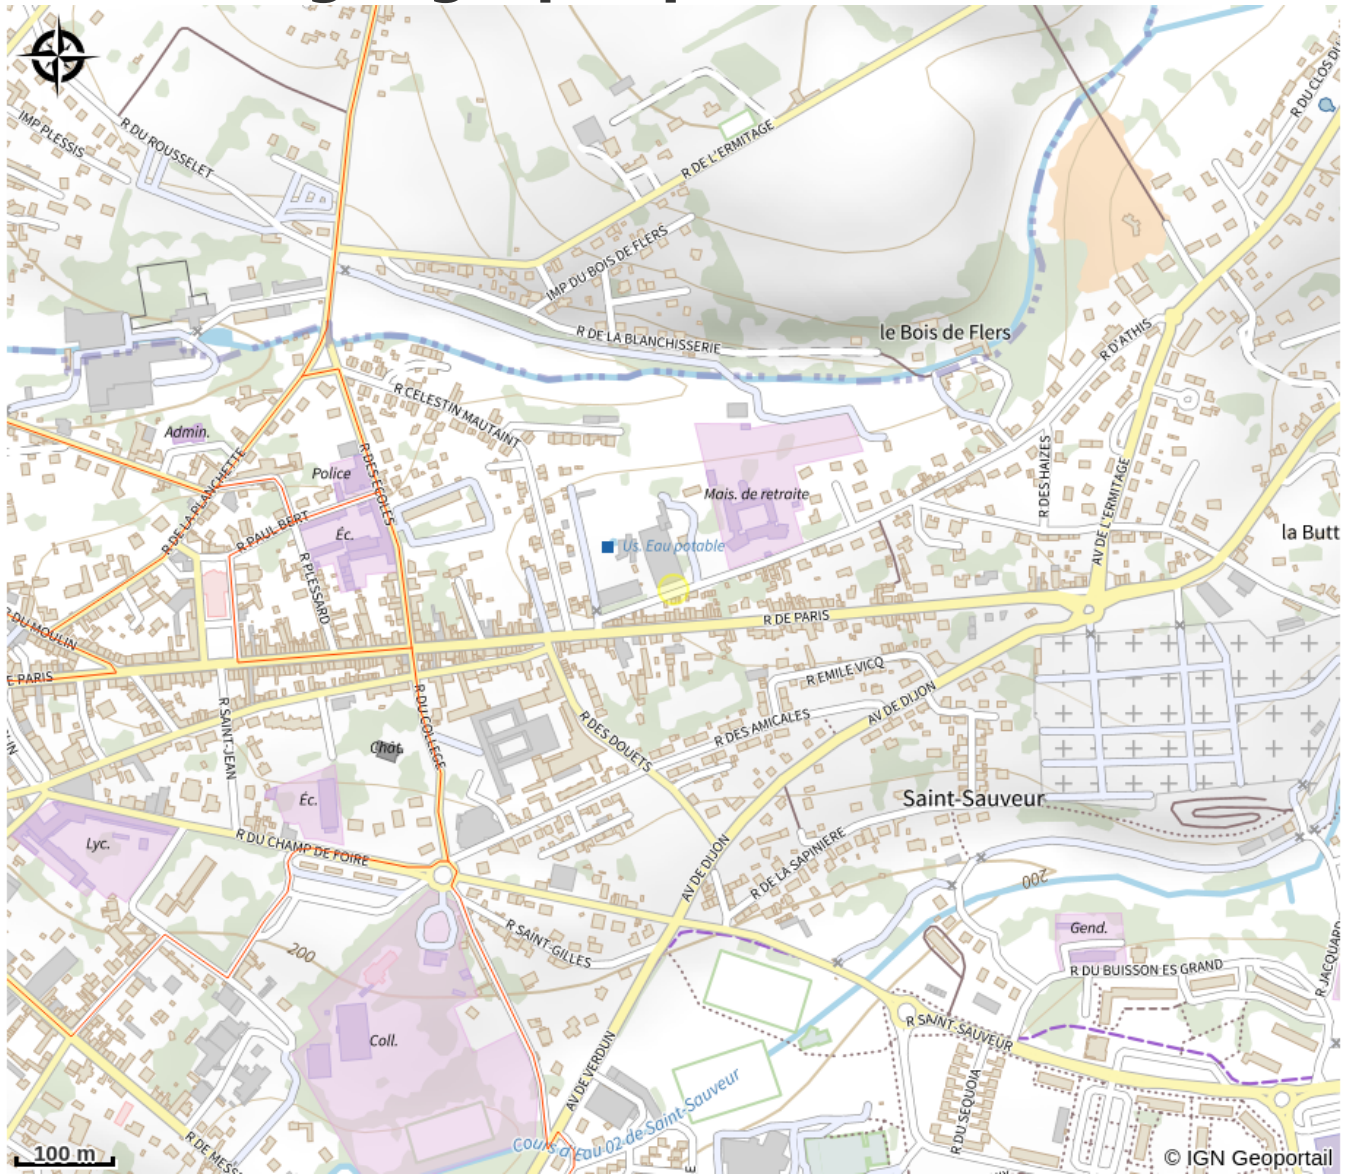 R DU CLOS DU
IMP PLESSIS
R DU ROUSSELET
R DE L'ERMITAGE
IMP DU BOIS DE FLERS
R DE LA BLANCHISSERIE
le Bois de Flers
R D'ATHIS
R CELESTIN MAUTAINT
Admin.
R DE LA PLANCHETTE
Police
R DES ECOLES
Mais. de retraite
R DES HAIZES
AV DE L'ERMITAGE
R PAUL BERT
Éc.
Us. Eau potable
la Butt
R PLESSARD
DU MOULIN
R DE PARIS
E PARIS
R EMILE VICQ
R SAINT-JEAN
R DU COLLEGE
AV DE DIJON
R DES DOUETS
R DES AMICALES
Chât.
LIN
Éc.
Saint-Sauveur
Lyc.
R DU CHAMP DE FOIRE
R DE LA SAPINIERE
AV DE DIJON
200
200
R SAINT-GILLES
Gend.
R DU BUISSON ES GRAND
R JACQUARD
Coll.
R SAINT-SAUVEUR
AV DE VERDUN
R DU SEQUOIA
Cours d'Eau 02 de Saint-Sauveur
R DE MESS
100 m
© IGN Geoportail